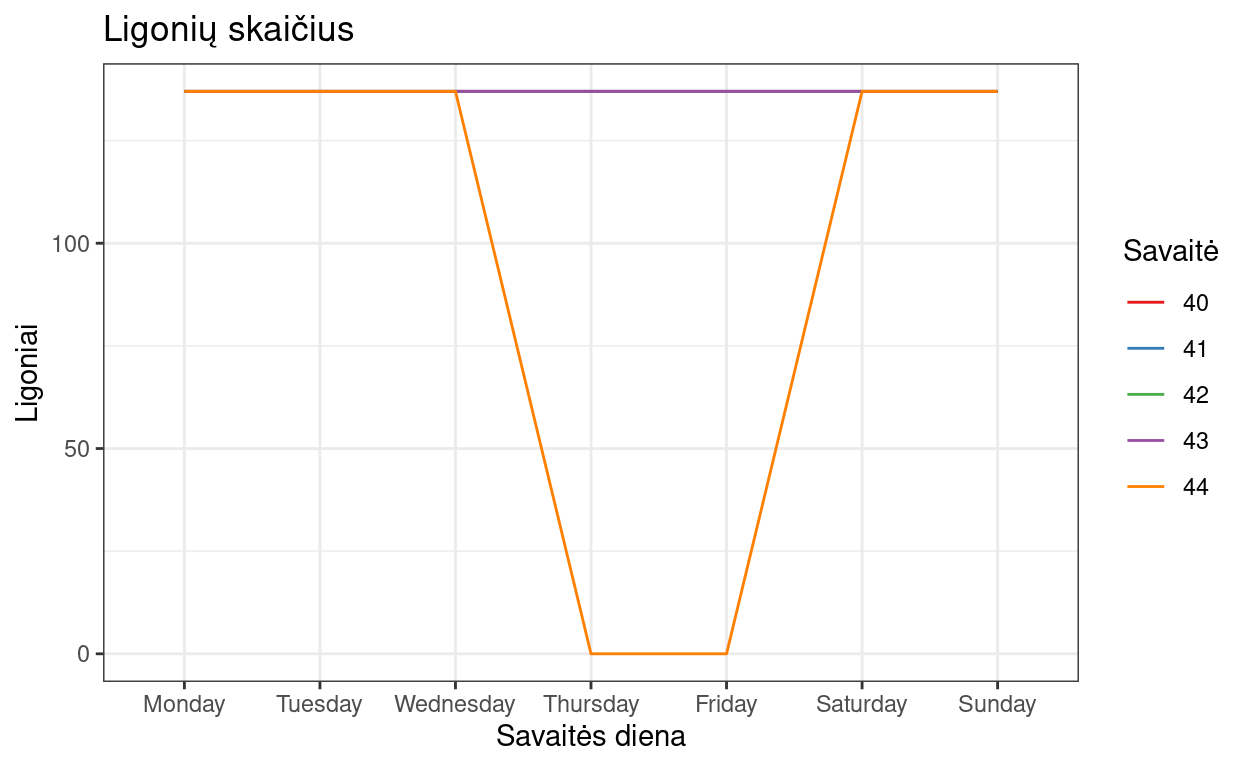 Ligonių skaičius
Ligoniai
100
50
0
Monday Tuesday Wednesday Thursday Friday Saturday Sunday
Savaitės diena
Savaitė
40
41
42
43
44